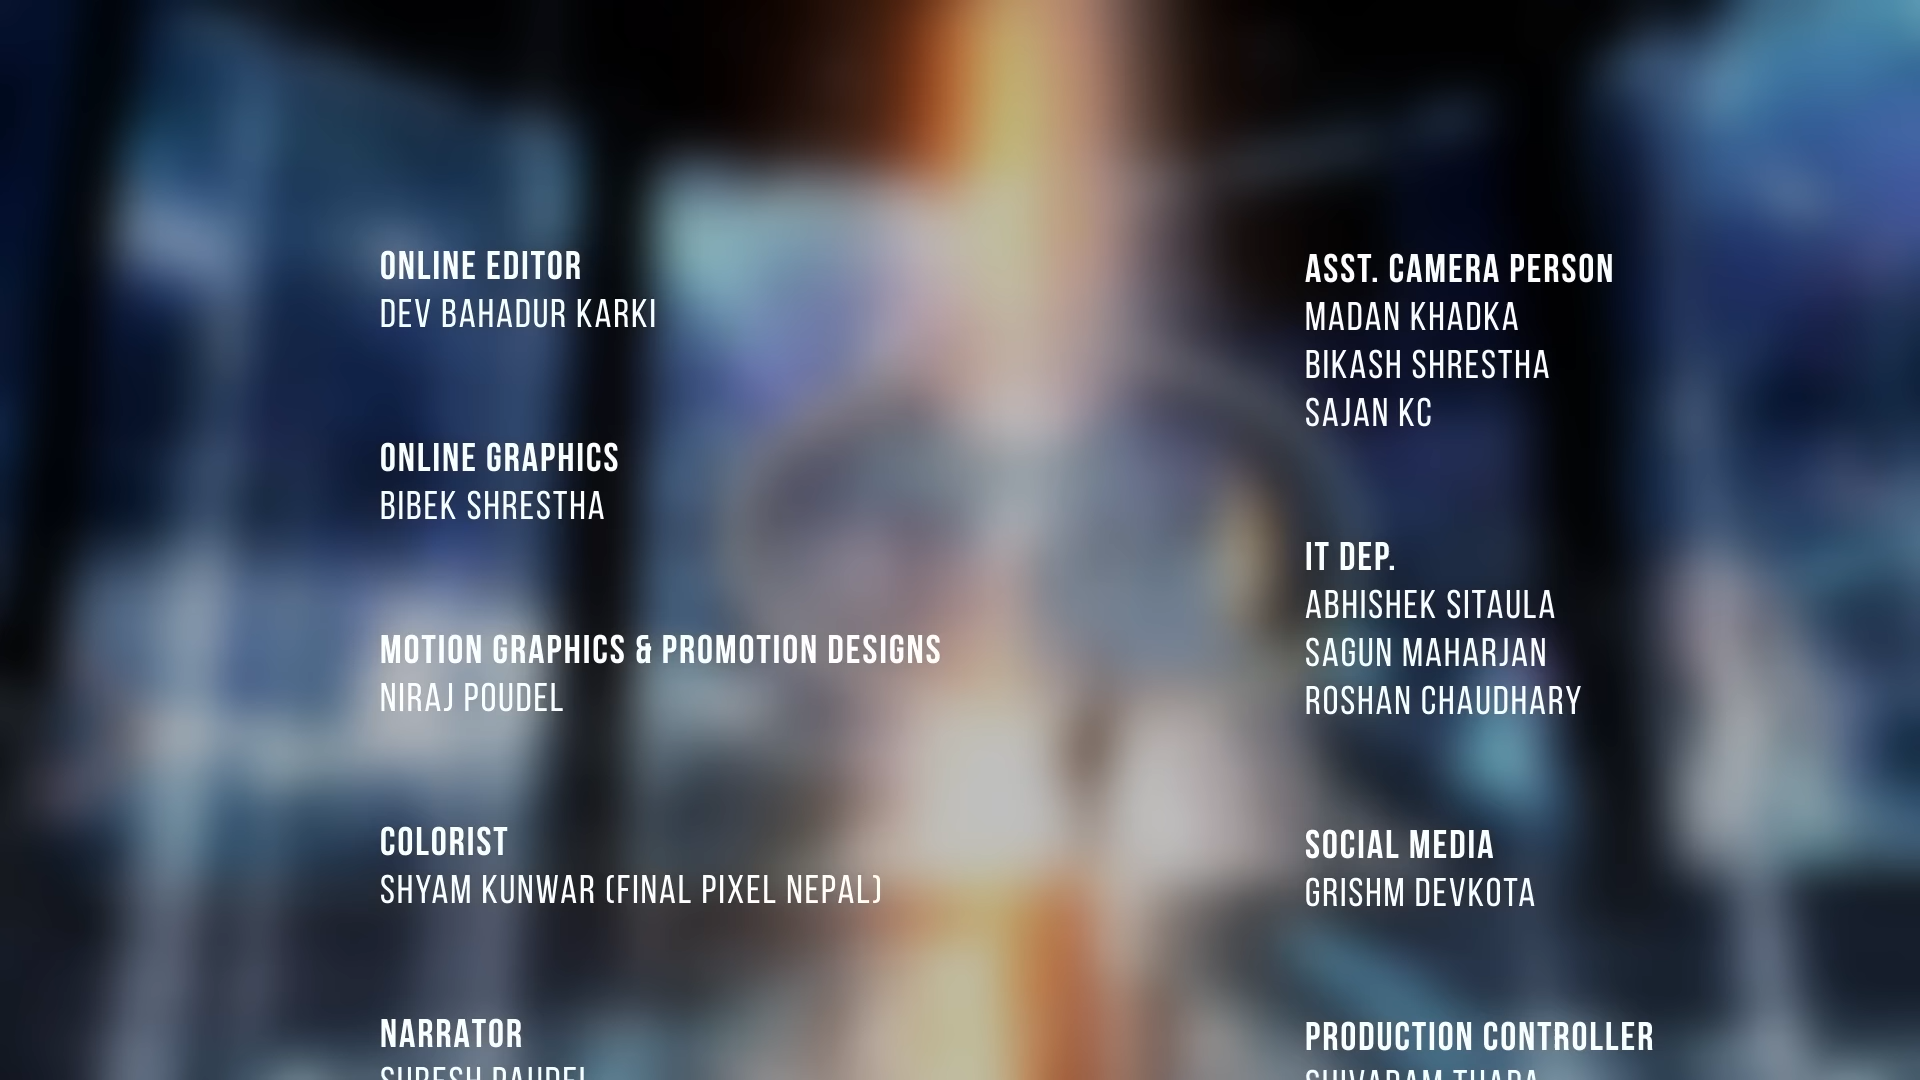 ONLINE EDITOR
DEV BAHADUR KARKI
ONLINE GRAPHICS
BIBEK SHRESTHA
MOTION GRAPHICS & PROMOTION DESIGNS
NIRAJ POUDEL
COLORIST
SHYAM KUNWAR (FINAL PIXEL NEPAL)
NARRATOR
SURESH PAUDEL
ASST. CAMERA PERSON
MADAN KHADKA
BIKASH SHRESTHA
SAJAN KC
IT DEP.
ABHISHEK SITAULA
SAGUN MAHARJAN
ROSHAN CHAUDHARY
SOCIAL MEDIA
GRISHM DEVKOTA
PRODUCTION CONTROLLER